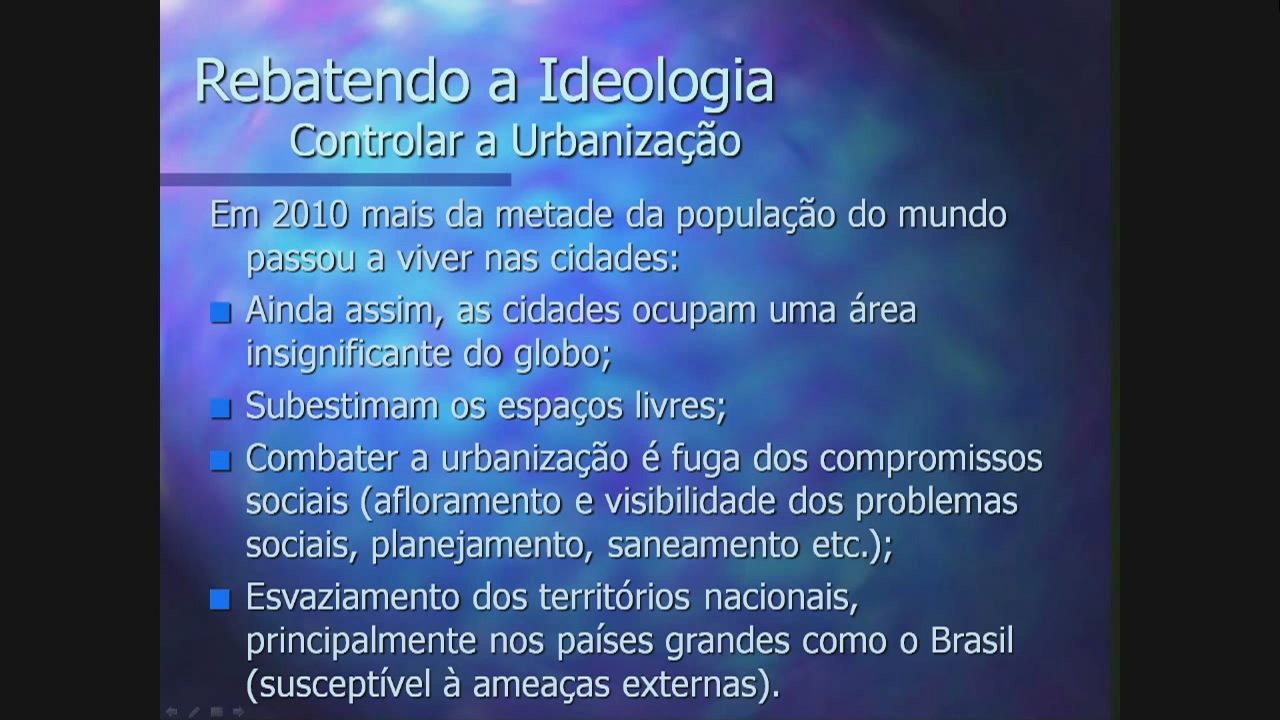 Rebatendo a Ideologia
Controlar a Urbanização
Em 2010 mais da metade da população do mundo
passou a viver nas cidades:
Ainda assim, as cidades ocupam uma área
insignificante do globo;
Subestimam os espaços livres;
Combater a urbanização é fuga dos compromissos
sociais (afloramento e visibilidade dos problemas
sociais, planejamento, saneamento etc.);
Esvaziamento dos territórios nacionais,
principalmente nos países grandes como o Brasil
(susceptível à ameaças externas).